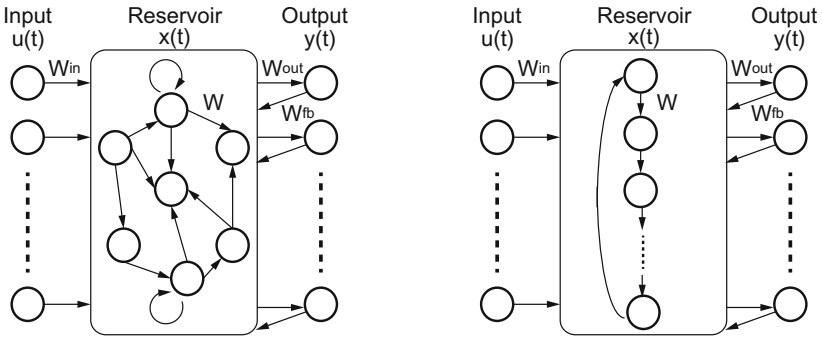 Input
u(t)
Reservoir
x(t)
Output
y(t)
Win
W
Wout
Wfb
Input
u(t)
Reservoir
x(t)
Output
y(t)
Win
W
Wout
Wfb